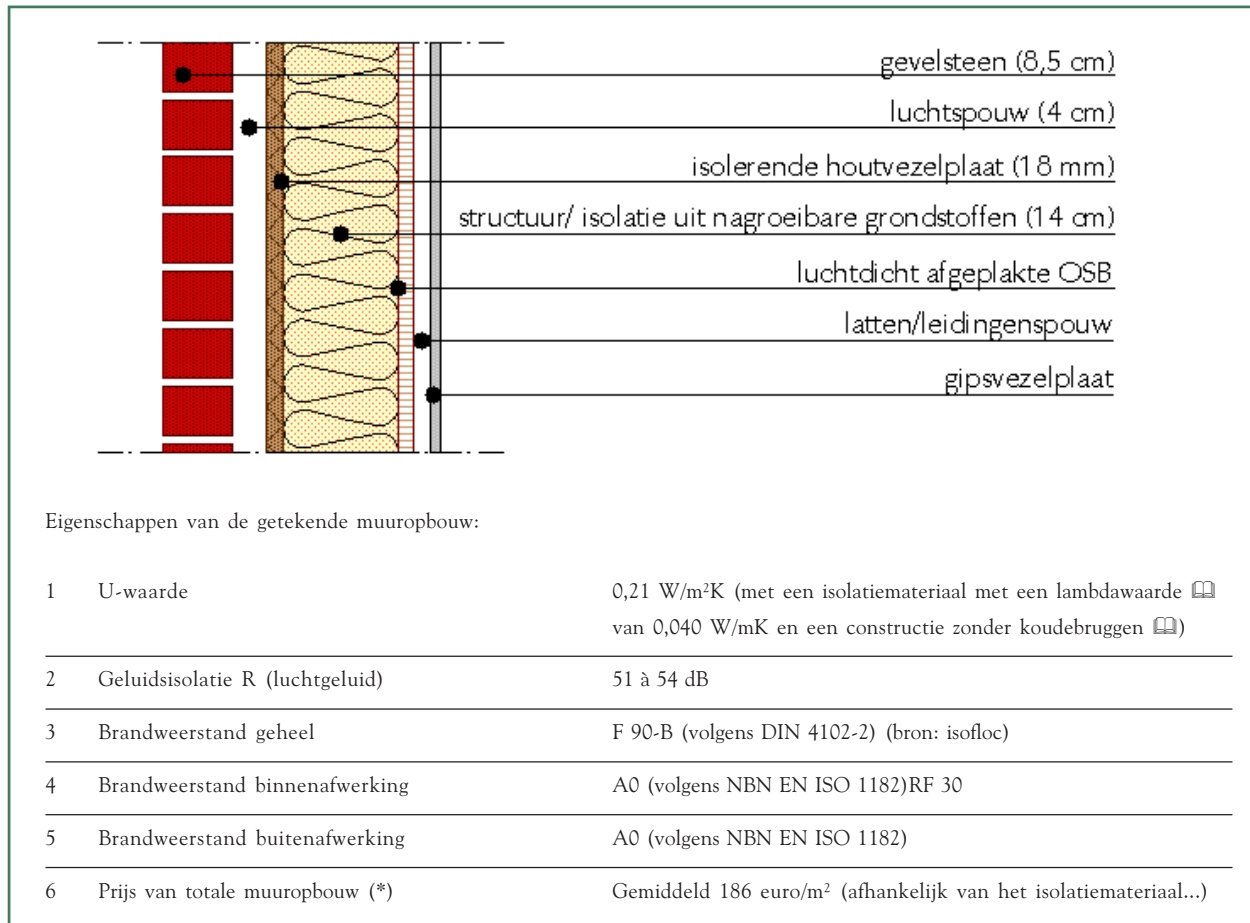 gevelsteen (8,5 cm)
luchtspouw (4 cm)
isolerende houtvezelplaat (18 mm)
structuur/ isolatie uit nagroeibare grondstoffen (14 cm)
luchtdicht afgeplakte OSB
latten/leidingenspouw
gipsvezelplaat
Eigenschappen van de getekende muuropbouw:
1 U-waarde 0,21 W/m²K (met een isolatiemateriaal met een lambdawaarde 🕮
van 0,040 W/mK en een constructie zonder koudebruggen 🕮)
2 Geluidsisolatie R (luchtgeluid) 51 à 54 dB
3 Brandweerstand geheel F 90-B (volgens DIN 4102-2) (bron: isofloc)
4 Brandweerstand binnenafwerking A0 (volgens NBN EN ISO 1182)RF 30
5 Brandweerstand buitenafwerking A0 (volgens NBN EN ISO 1182)
6 Prijs van totale muuropbouw (*) Gemiddeld 186 euro/m² (afhankelijk van het isolatiemateriaal...)